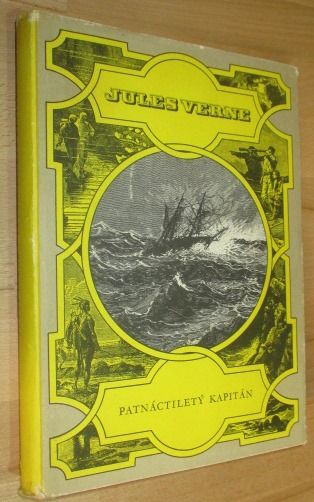 JULES VERNE
PATNÁCTILETÝ KAPITÁN